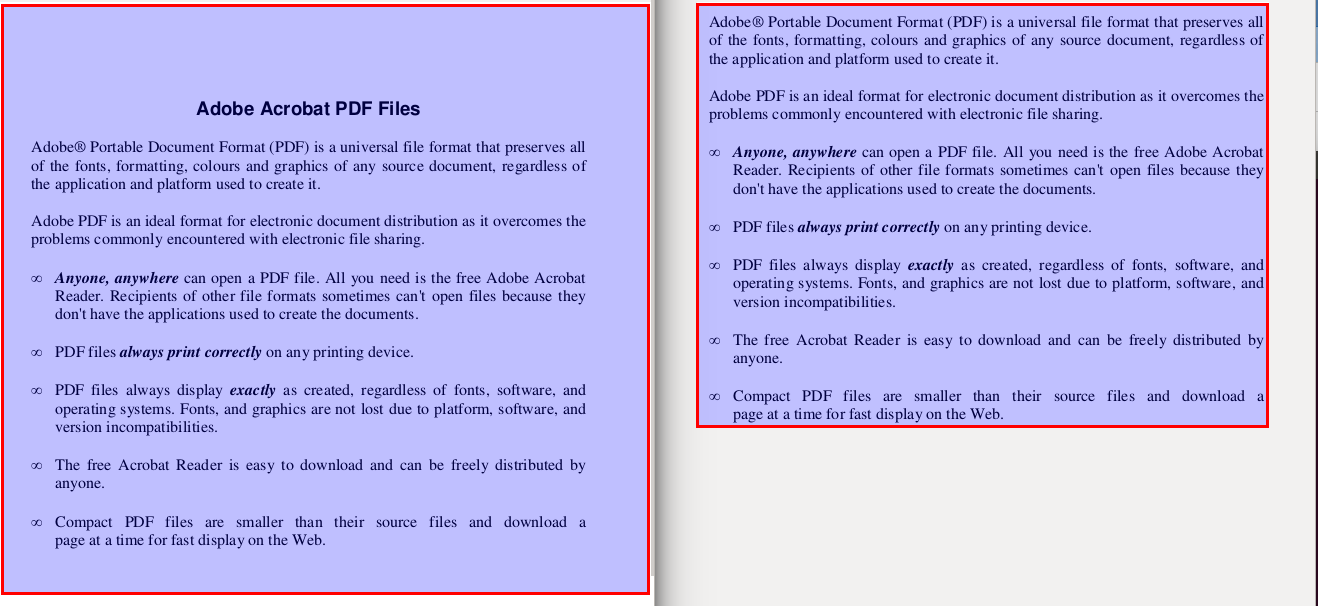 Adobe Acrobat PDF Files
Adobe® Portable Document Format (PDF) is a universal file format that preserves all
of the fonts, formatting, colours and graphics of any source document, regardless of
the application and platform used to create it.
Adobe PDF is an ideal format for electronic document distribution as it overcomes the
problems commonly encountered with electronic file sharing.
∞ Anyone, anywhere can open a PDF file. All you need is the free Adobe Acrobat
Reader. Recipients of other file formats sometimes can't open files because they
don't have the applications used to create the documents.
∞ PDF files always print correctly on any printing device.
∞ PDF files always display exactly as created, regardless of fonts, software, and
operating systems. Fonts, and graphics are not lost due to platform, software, and
version incompatibilities.
∞ The free Acrobat Reader is easy to download and can be freely distributed by
anyone.
∞ Compact PDF files are smaller than their source files and download a
page at a time for fast display on the Web.
Adobe® Portable Document Format (PDF) is a universal file format that preserves all
of the fonts, formatting, colours and graphics of any source document, regardless of
the application and platform used to create it.
Adobe PDF is an ideal format for electronic document distribution as it overcomes the
problems commonly encountered with electronic file sharing.
∞ Anyone, anywhere can open a PDF file. All you need is the free Adobe Acrobat
Reader. Recipients of other file formats sometimes can't open files because they
don't have the applications used to create the documents.
∞ PDF files always print correctly on any printing device.
∞ PDF files always display exactly as created, regardless of fonts, software, and
operating systems. Fonts, and graphics are not lost due to platform, software, and
version incompatibilities.
∞ The free Acrobat Reader is easy to download and can be freely distributed by
anyone.
∞ Compact PDF files are smaller than their source files and download a
page at a time for fast display on the Web.